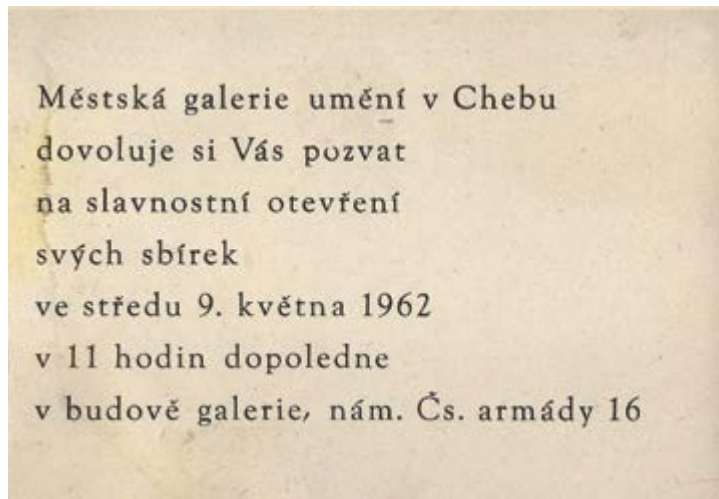 Městská galerie umění v Chebu
dovoluje si Vás pozvat
na slavnostní otevření
svých sbírek
ve středu 9. května 1962
v 11 hodin dopoledne
v budově galerie, nám. Čs. armády 16